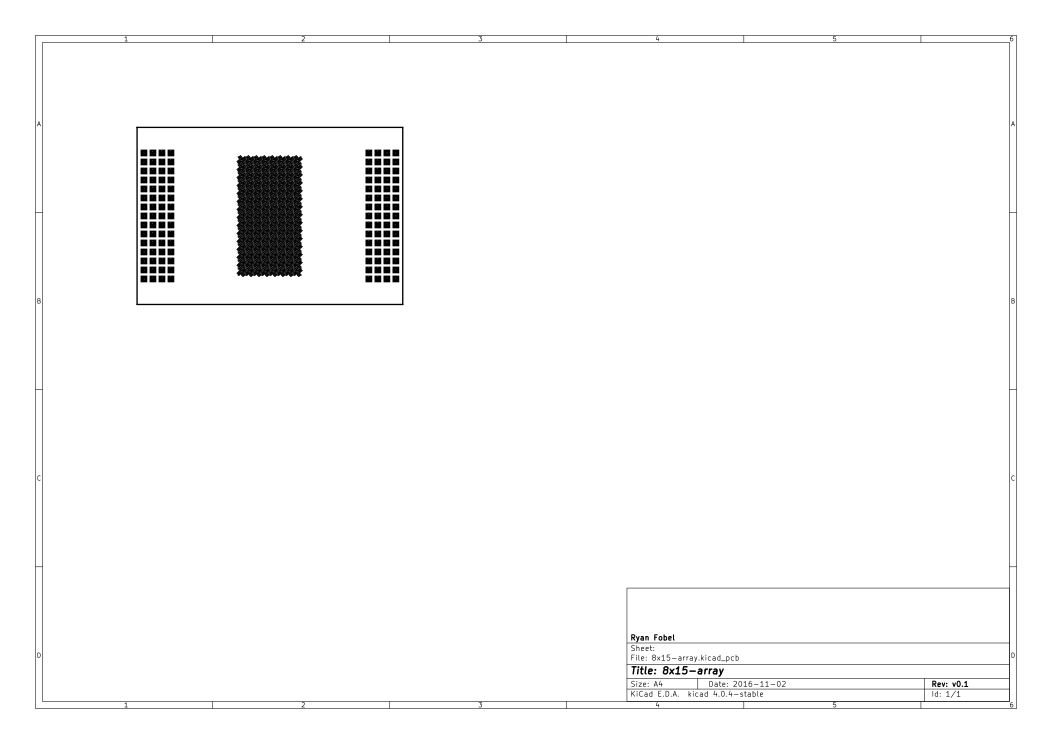 1 2 3 4 5 6
A A
B B
C C
Ryan Fobel
Sheet:
D D
File: 8x15-array.kicad_pcb
Title: 8x15-array
Size: A4 Date: 2016-11-02 Rev: v0.1
KiCad E.D.A. kicad 4.0.4-stable Id: 1/1
1 2 3 4 5 6